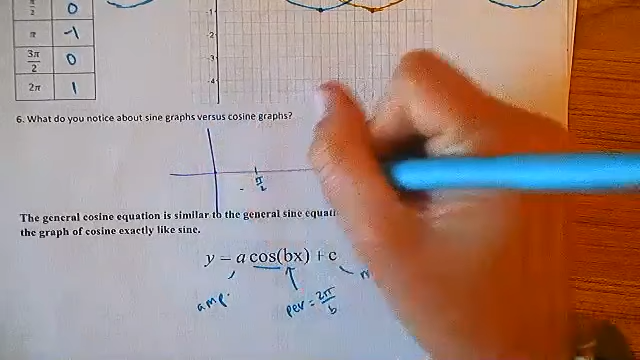 π/2 0
-1
π -1
-2
3π/2 0
-3
2π 1
-4
6. What do you notice about sine graphs versus cosine graphs?
π/2
The general cosine equation is similar to the general sine
the graph of cosine exactly like sine.
y = a cos(bx) + c
amp.
per = 2π/b